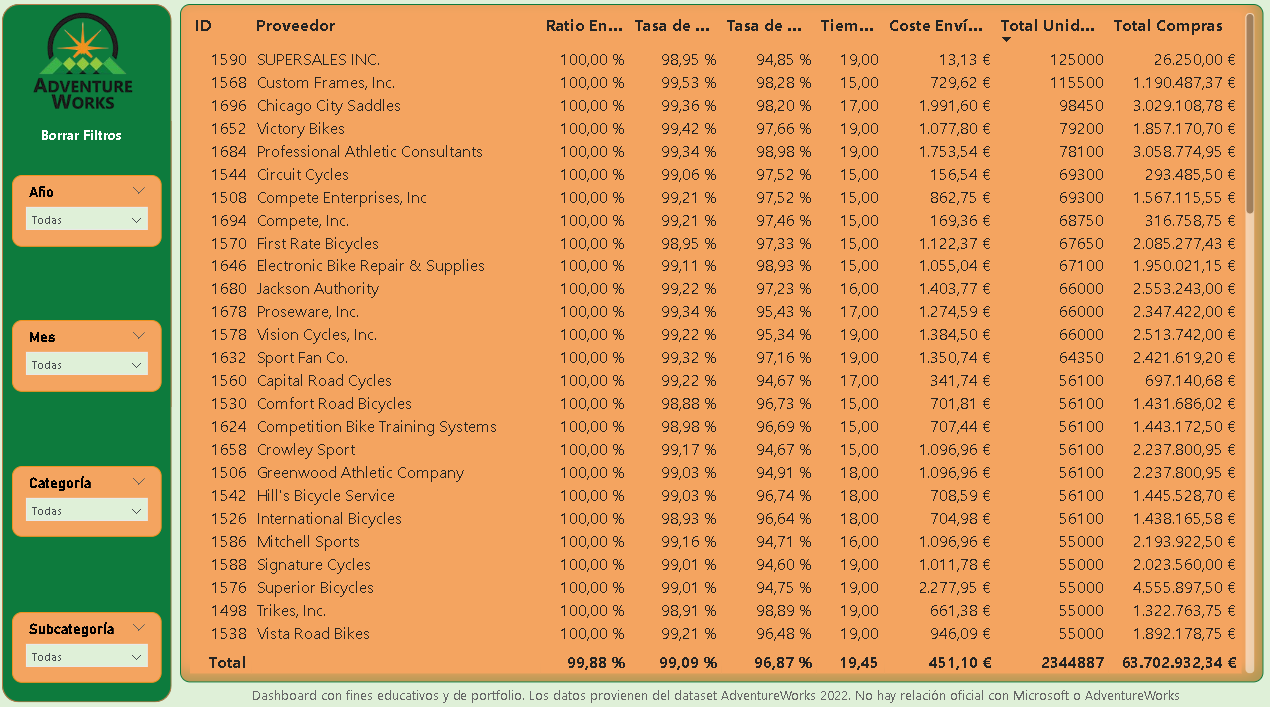 ADVENTURE
WORKS
Borrar Filtros
Año
Todas
Mes
Todas
Categoría
Todas
Subcategoría
Todas
ID Proveedor Ratio En... Tasa de ... Tasa de ... Tiem... Coste Enví... Total Unid... Total Compras
1590 SUPERSALES INC. 100,00 % 98,95 % 94,85 % 19,00 13,13 € 125000 26.250,00 €
1568 Custom Frames, Inc. 100,00 % 99,53 % 98,28 % 15,00 729,62 € 115500 1.190.487,37 €
1696 Chicago City Saddles 100,00 % 99,36 % 98,20 % 17,00 1.991,60 € 98450 3.029.108,78 €
1652 Victory Bikes 100,00 % 99,42 % 97,66 % 19,00 1.077,80 € 79200 1.857.170,70 €
1684 Professional Athletic Consultants 100,00 % 99,34 % 98,98 % 19,00 1.753,54 € 78100 3.058.774,95 €
1544 Circuit Cycles 100,00 % 99,06 % 97,52 % 15,00 156,54 € 69300 293.485,50 €
1508 Compete Enterprises, Inc 100,00 % 99,21 % 97,52 % 15,00 862,75 € 69300 1.567.115,55 €
1694 Compete, Inc. 100,00 % 99,21 % 97,46 % 15,00 169,36 € 68750 316.758,75 €
1570 First Rate Bicycles 100,00 % 98,95 % 97,33 % 15,00 1.122,37 € 67650 2.085.277,43 €
1646 Electronic Bike Repair & Supplies 100,00 % 99,11 % 98,93 % 15,00 1.055,04 € 67100 1.950.021,15 €
1680 Jackson Authority 100,00 % 99,22 % 97,23 % 16,00 1.403,77 € 66000 2.553.243,00 €
1678 Proseware, Inc. 100,00 % 99,34 % 95,43 % 17,00 1.274,59 € 66000 2.347.422,00 €
1578 Vision Cycles, Inc. 100,00 % 99,22 % 95,34 % 19,00 1.384,50 € 66000 2.513.742,00 €
1632 Sport Fan Co. 100,00 % 99,32 % 97,16 % 19,00 1.350,74 € 64350 2.421.619,20 €
1560 Capital Road Cycles 100,00 % 99,22 % 94,67 % 17,00 341,74 € 56100 697.140,68 €
1530 Comfort Road Bicycles 100,00 % 98,88 % 96,73 % 15,00 701,81 € 56100 1.431.686,02 €
1624 Competition Bike Training Systems 100,00 % 98,98 % 96,69 % 15,00 707,44 € 56100 1.443.172,50 €
1658 Crowley Sport 100,00 % 99,17 % 94,67 % 15,00 1.096,96 € 56100 2.237.800,95 €
1506 Greenwood Athletic Company 100,00 % 99,03 % 94,91 % 18,00 1.096,96 € 56100 2.237.800,95 €
1542 Hill's Bicycle Service 100,00 % 99,03 % 96,74 % 18,00 708,59 € 56100 1.445.528,70 €
1526 International Bicycles 100,00 % 98,93 % 96,64 % 18,00 704,98 € 56100 1.438.165,58 €
1586 Mitchell Sports 100,00 % 99,16 % 94,71 % 16,00 1.096,96 € 55000 2.193.922,50 €
1588 Signature Cycles 100,00 % 99,01 % 94,60 % 19,00 1.011,78 € 55000 2.023.560,00 €
1576 Superior Bicycles 100,00 % 99,01 % 94,75 % 19,00 2.277,95 € 55000 4.555.897,50 €
1498 Trikes, Inc. 100,00 % 98,91 % 98,89 % 19,00 661,38 € 55000 1.322.763,75 €
1538 Vista Road Bikes 100,00 % 99,21 % 96,48 % 19,00 946,09 € 55000 1.892.178,75 €
Total 99,88 % 99,09 % 96,87 % 19,45 451,10 € 2344887 63.702.932,34 €
Dashboard con fines educativos y de portfolio. Los datos provienen del dataset AdventureWorks 2022. No hay relación oficial con Microsoft o AdventureWorks